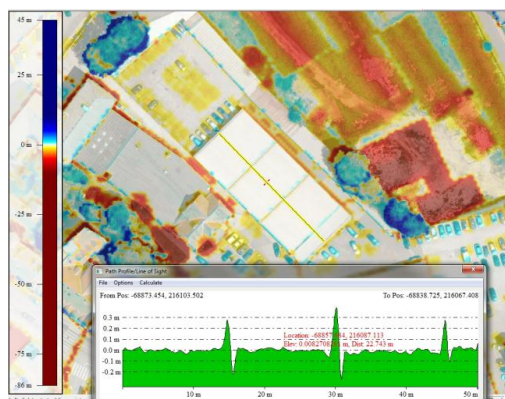 45 m
25 m
0 m
-25 m
-50 m
-75 m
-86 m
Path Profile/Line of Sight
File Options Calculate
From Pos: -68873.454, 216103.502
To Pos: -68838.725, 216067.408
0.3 m
0.2 m
0.1 m
0.0 m
-0.1 m
-0.2 m
Location:
216087.113
Elev:
m, Dist: 22.743 m
10 m
20 m
30 m
40 m
50 m